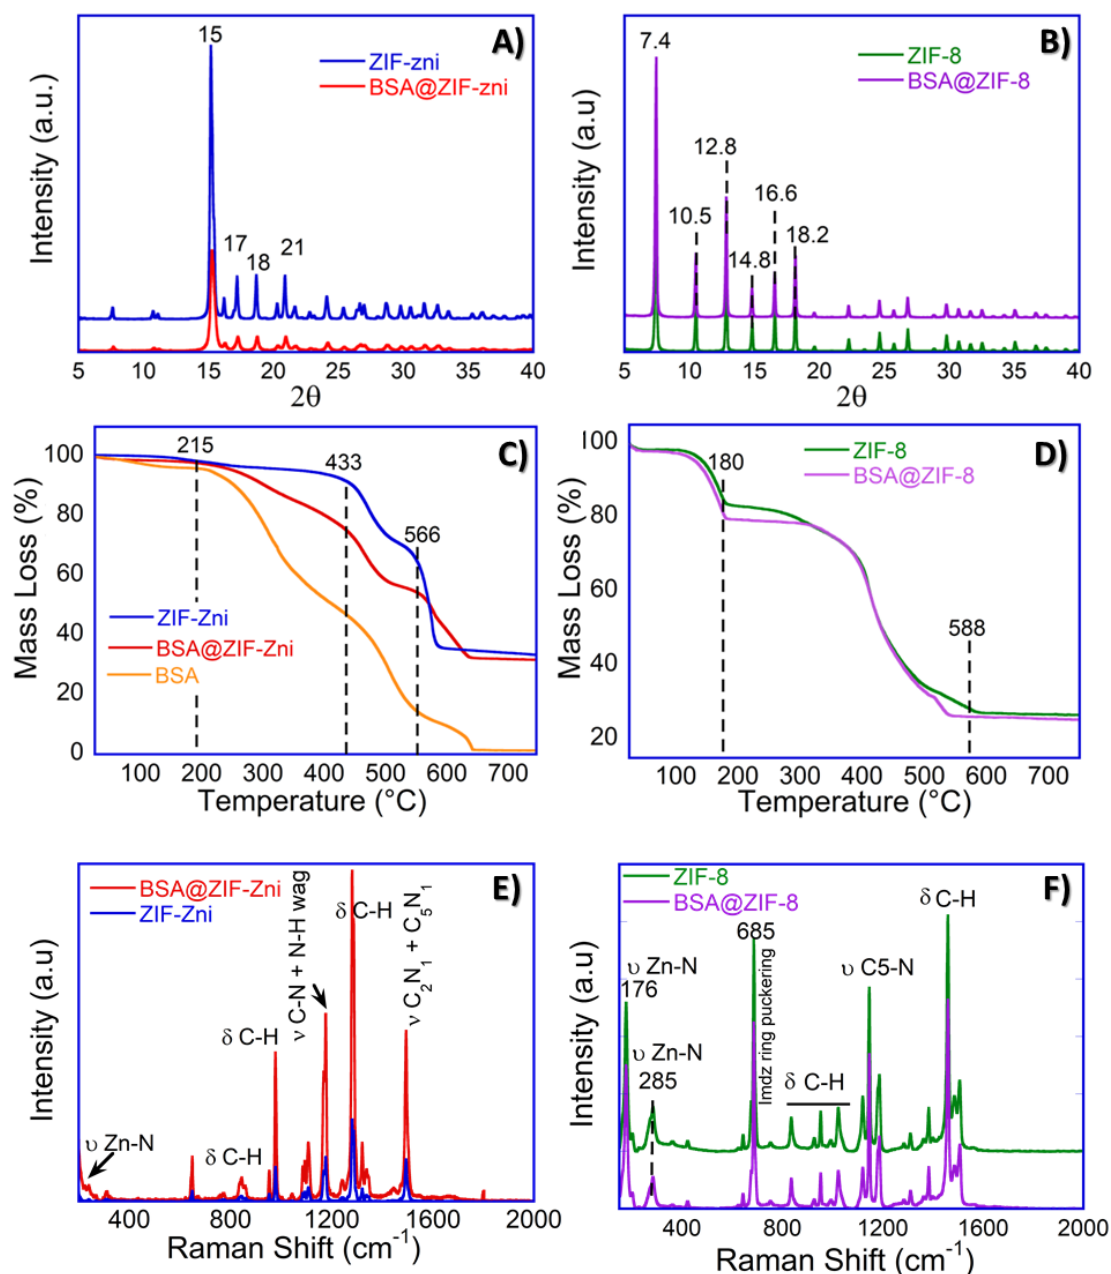 A)
15
ZIF-zni
BSA@ZIF-zni
17
18
21
Intensity (a.u.)
5 10 15 20 25 30 35 40
2θ
B)
7.4
ZIF-8
BSA@ZIF-8
12.8
16.6
10.5
18.2
14.8
Intensity (a.u)
5 10 15 20 25 30 35 40
2θ
C)
100
80
60
40
20
0
215
433
566
ZIF-Zni
BSA@ZIF-Zni
BSA
Mass Loss (%)
100 200 300 400 500 600 700
Temperature (°C)
D)
100
80
60
40
20
ZIF-8
BSA@ZIF-8
180
588
Mass Loss (%)
100 200 300 400 500 600 700
Temperature (°C)
E)
BSA@ZIF-Zni
ZIF-Zni
ν C-N + N-H wag
δ C-H
ν C₂N₁ + C₅N₁
δ C-H
δ C-H
υ Zn-N
Intensity (a.u)
400 800 1200 1600 2000
Raman Shift (cm⁻¹)
F)
ZIF-8
BSA@ZIF-8
δ C-H
685
Imdz ring puckering
υ Zn-N
176
υ C5-N
υ Zn-N
285
δ C-H
Intensity (a.u)
400 800 1200 1600 2000
Raman Shift (cm⁻¹)